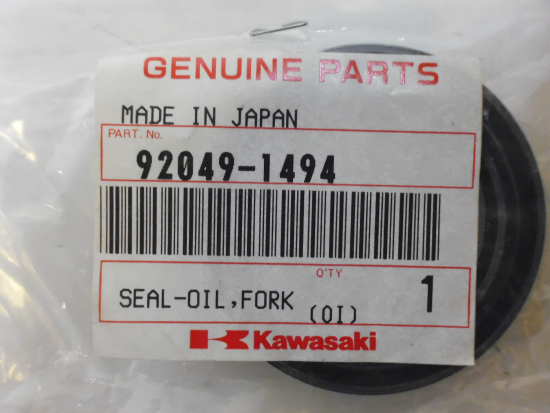 GENUINE PARTS
MADE IN JAPAN
PART. No.
92049-1494
Q'TY
SEAL-OIL,FORK (OI) 1
Kawasaki